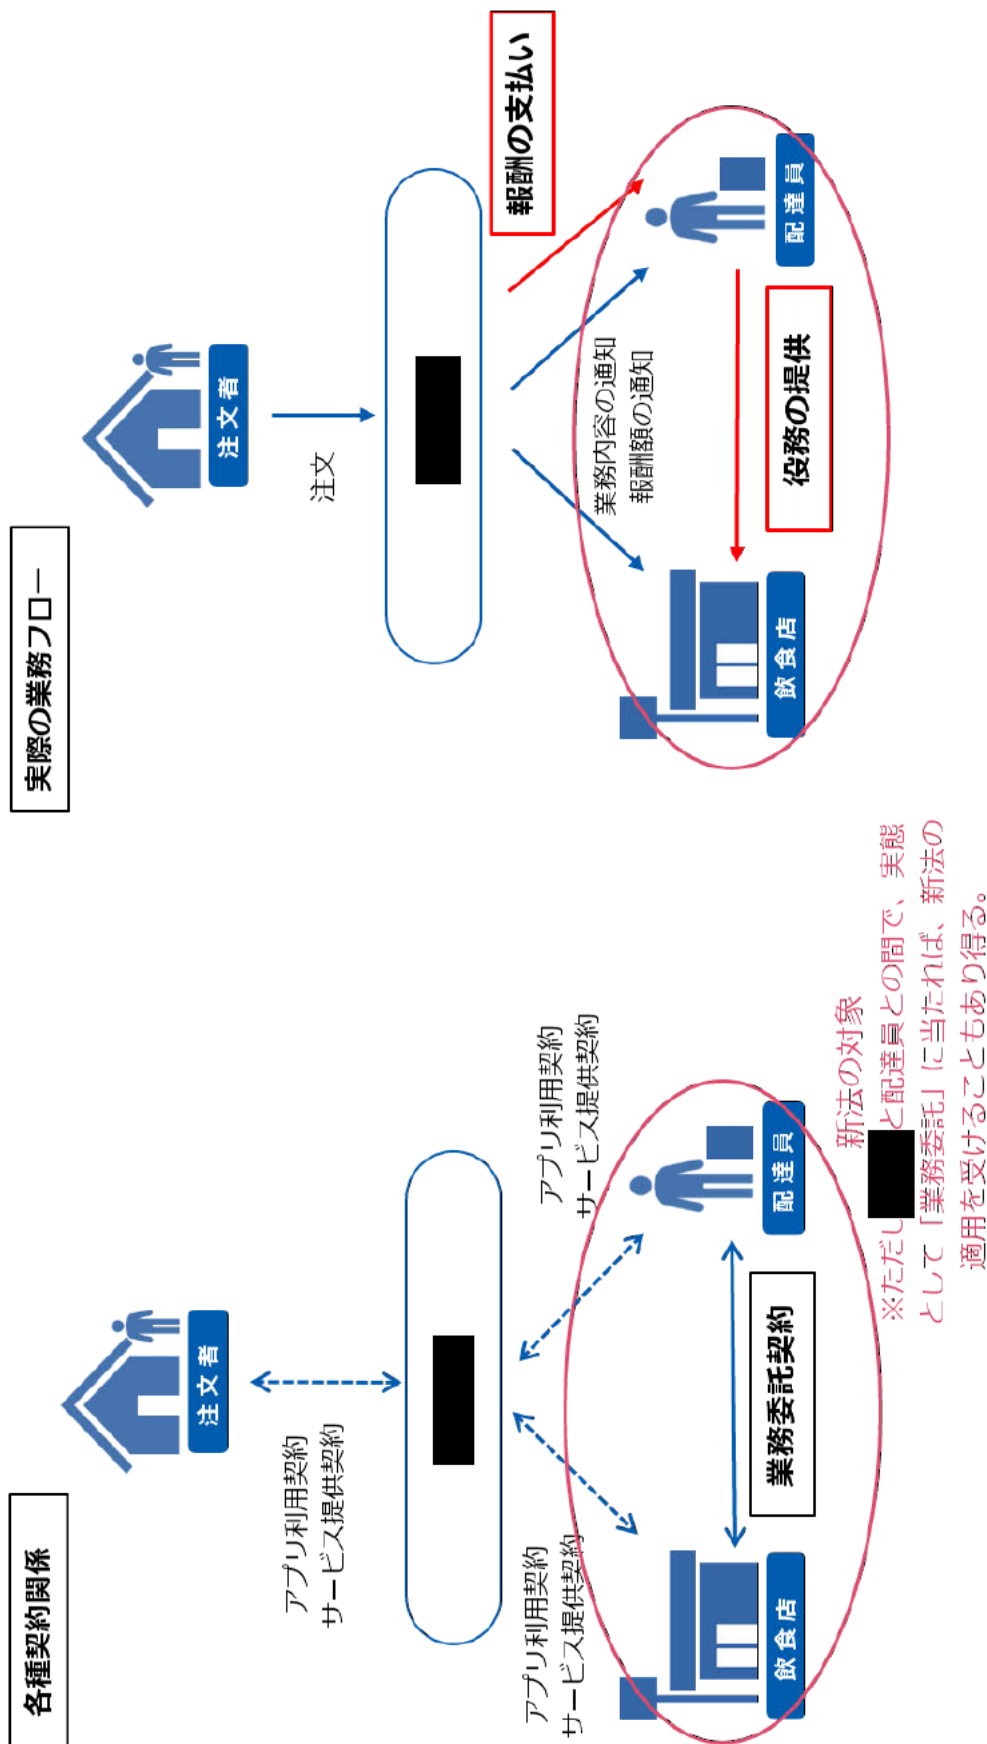 各種契約関係
注文者
アプリ利用契約
サービス提供契約
アプリ利用契約
サービス提供契約
アプリ利用契約
サービス提供契約
飲食店
業務委託契約
配達員
新法の対象
※ただし
と配達員との間で、実態
として「業務委託」に当たれば、新法の
適用を受けることもあり得る。
実際の業務フロー
注文者
注文
報酬の支払い
業務内容の通知
報酬額の通知
飲食店
役務の提供
配達員